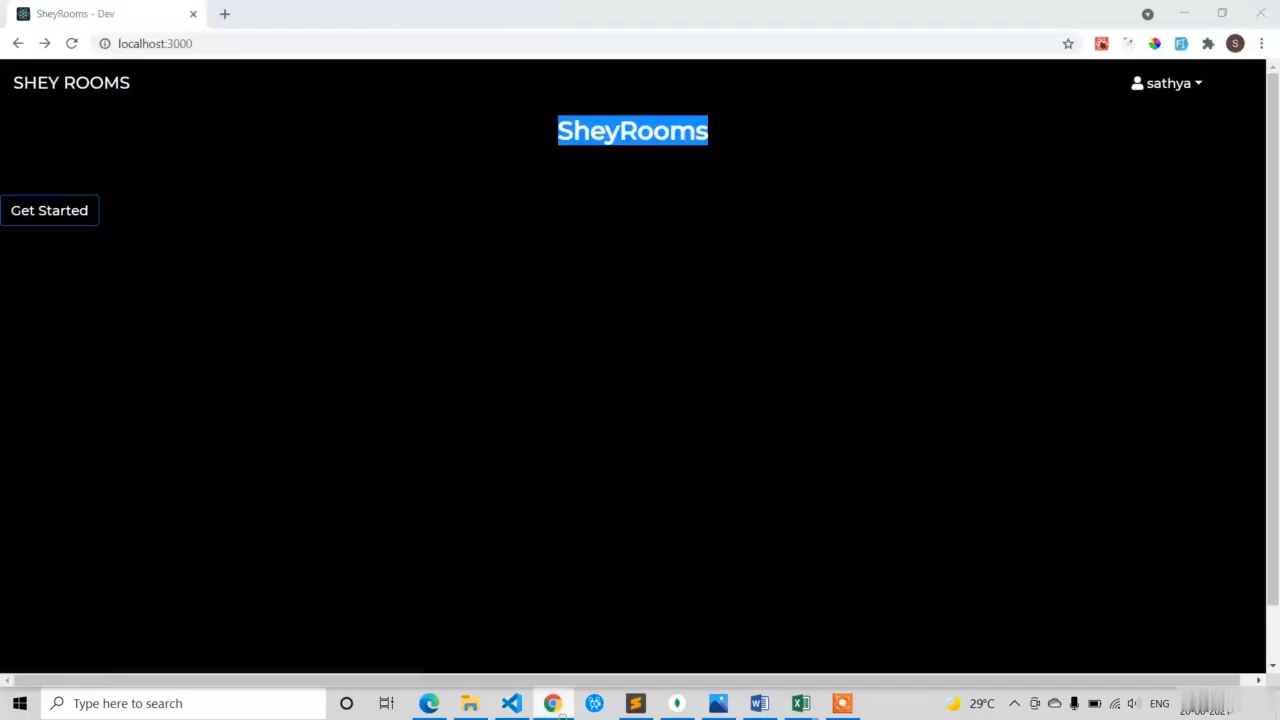 SheyRooms - Dev
localhost:3000
S
SHEY ROOMS
sathya
SheyRooms
Get Started
Type here to search
29°C
ENG